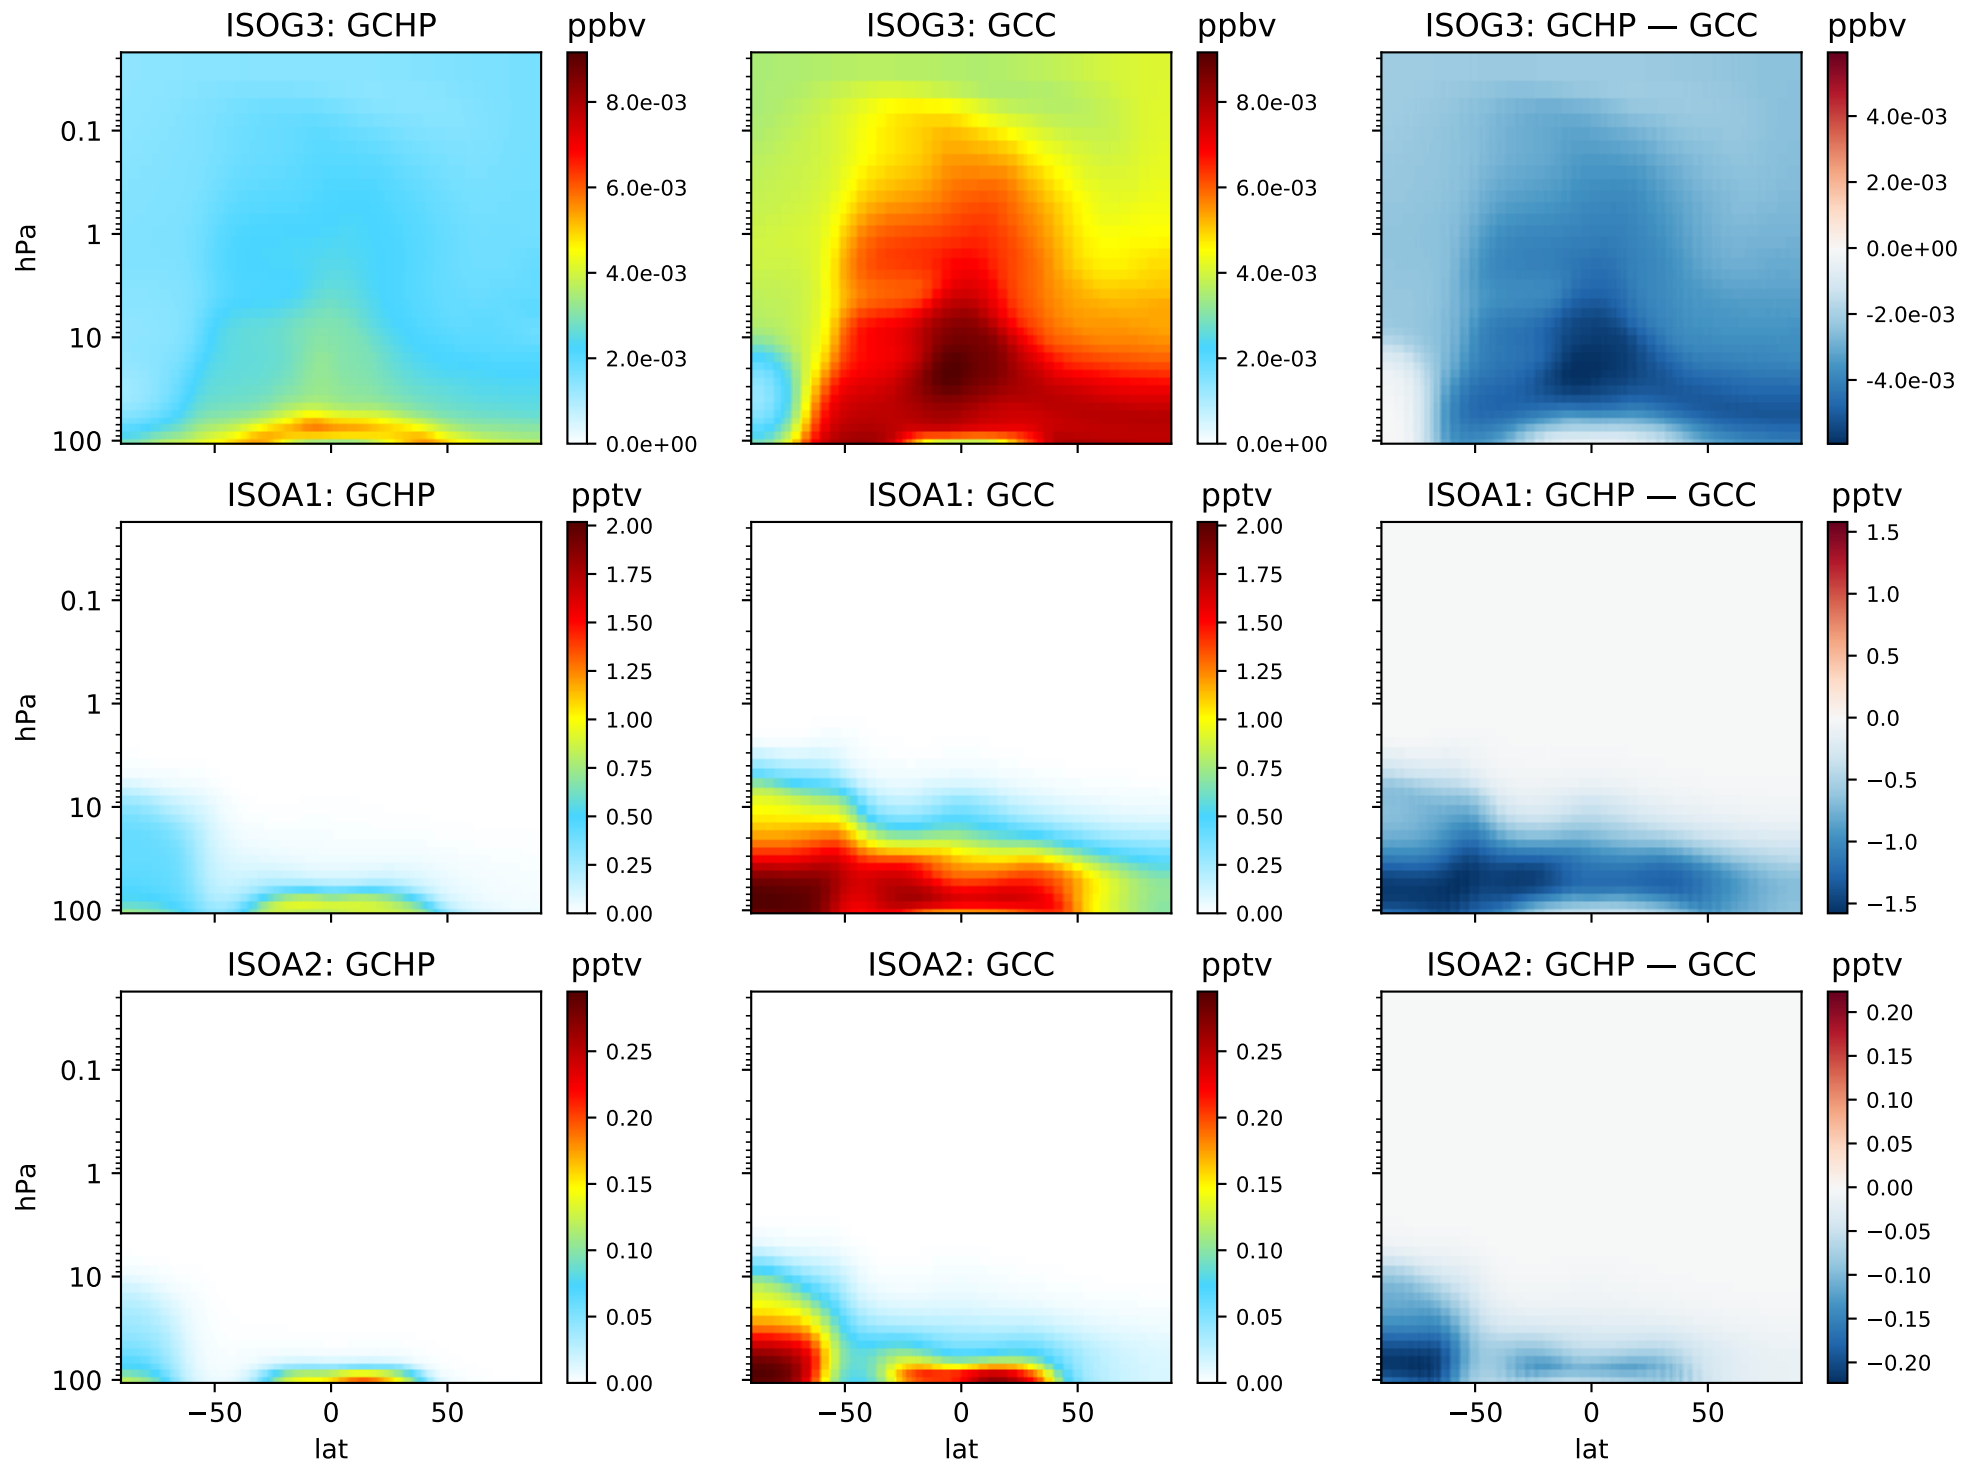 ISOG3: GCHP ppbv ISOG3: GCC ppbv ISOG3: GCHP — GCC ppbv
hPa
0.1
1
10
100
8.0e-03
6.0e-03
4.0e-03
2.0e-03
0.0e+00
8.0e-03
6.0e-03
4.0e-03
2.0e-03
0.0e+00
4.0e-03
2.0e-03
0.0e+00
-2.0e-03
-4.0e-03
ISOA1: GCHP pptv ISOA1: GCC pptv ISOA1: GCHP — GCC pptv
hPa
0.1
1
10
100
2.00
1.75
1.50
1.25
1.00
0.75
0.50
0.25
0.00
2.00
1.75
1.50
1.25
1.00
0.75
0.50
0.25
0.00
1.5
1.0
0.5
0.0
−0.5
−1.0
−1.5
ISOA2: GCHP pptv ISOA2: GCC pptv ISOA2: GCHP — GCC pptv
hPa
0.1
1
10
100
0.25
0.20
0.15
0.10
0.05
0.00
0.25
0.20
0.15
0.10
0.05
0.00
0.20
0.15
0.10
0.05
0.00
−0.05
−0.10
−0.15
−0.20
−50 0 50 −50 0 50 −50 0 50
lat lat lat